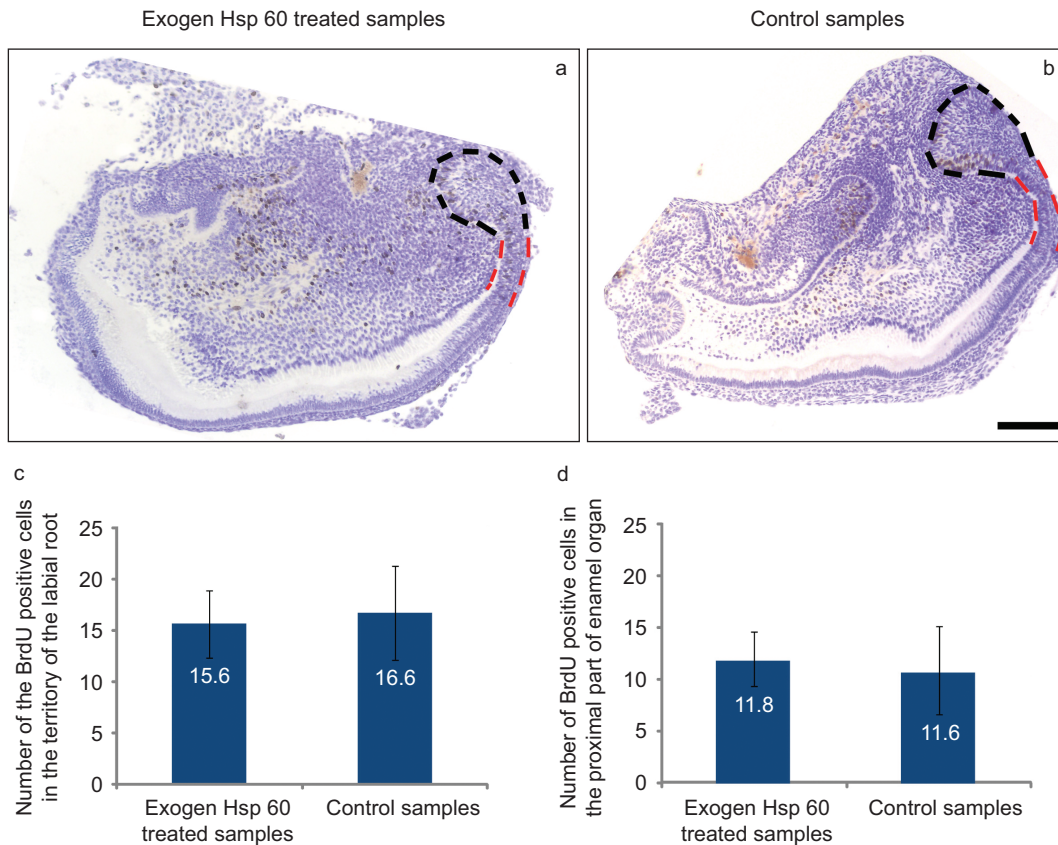 Exogen Hsp 60 treated samples
Control samples
a
b
c
Number of the BrdU positive cells
in the territory of the labial root
25
20
15
10
5
0
15.6
16.6
Exogen Hsp 60
treated samples
Control samples
d
Number of BrdU positive cells in
the proximal part of enamel organ
25
20
15
10
5
0
11.8
11.6
Exogen Hsp 60
treated samples
Control samples